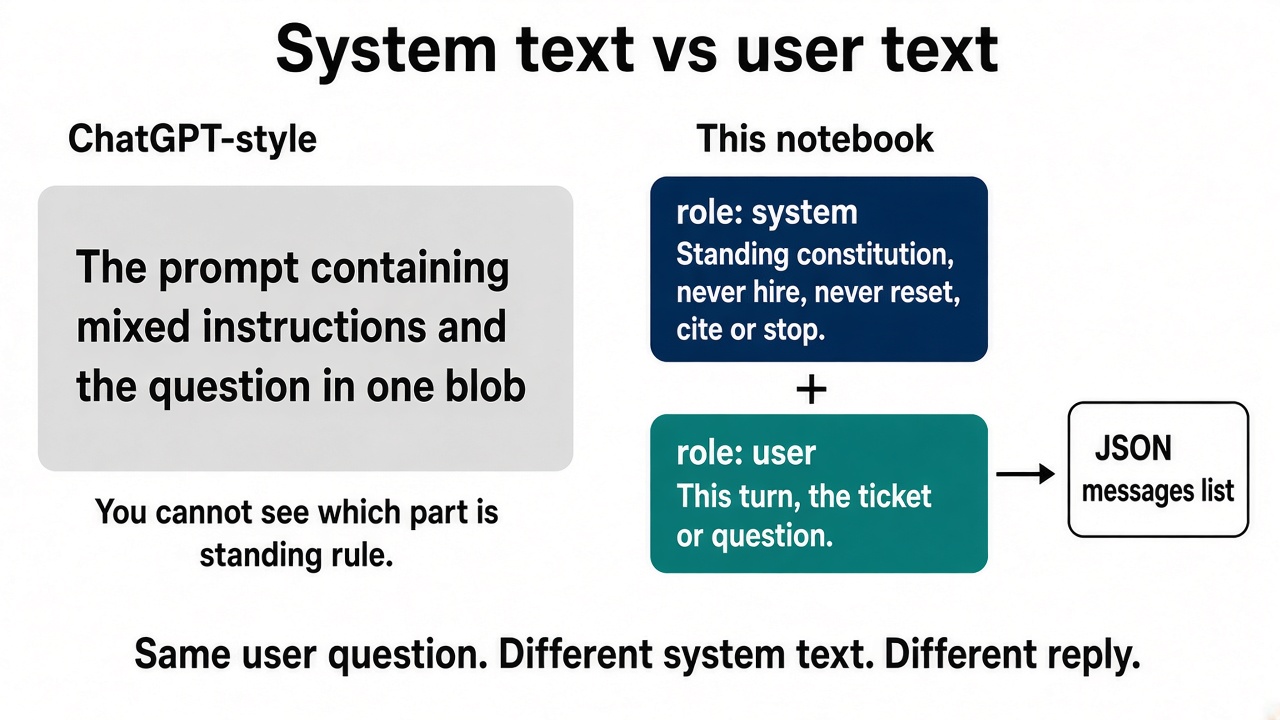 System text vs user text
ChatGPT-style
The prompt containing
mixed instructions and
the question in one blob
You cannot see which part is
standing rule.
This notebook
role: system
Standing constitution,
never hire, never reset,
cite or stop.
+
role: user
This turn, the ticket
or question.
JSON
messages list
Same user question. Different system text. Different reply.